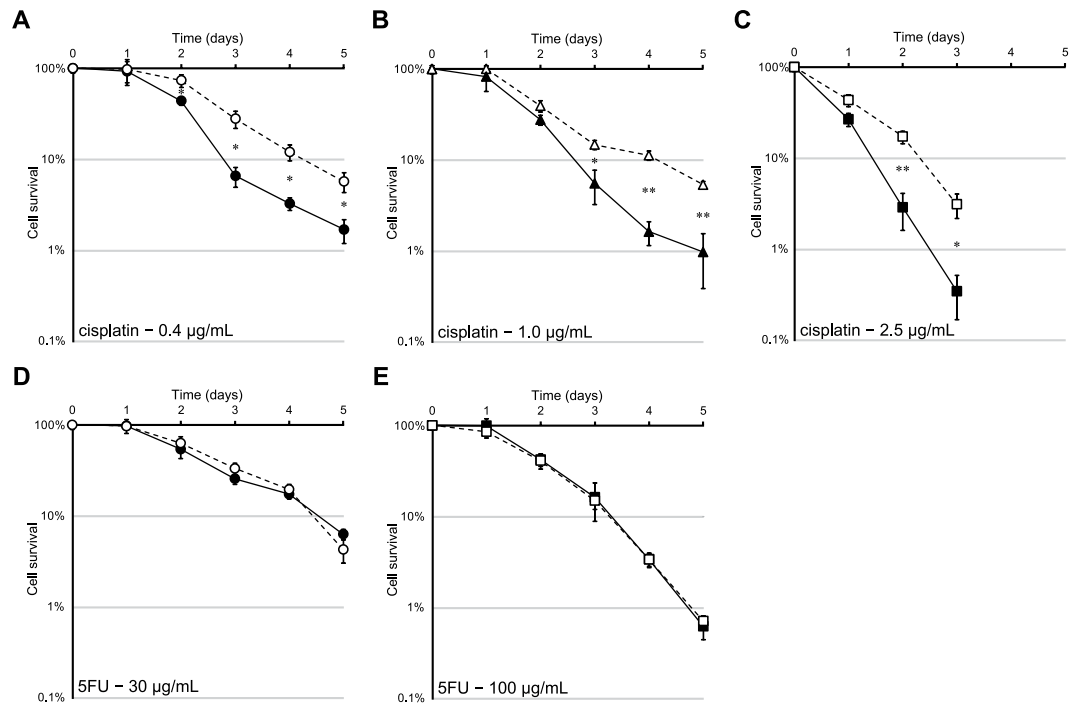 A
Time (days)
0 1 2 3 4 5
100%
10%
1%
0.1%
Cell survival
*
*
*
*
cisplatin – 0.4 µg/mL
B
Time (days)
0 1 2 3 4 5
100%
10%
1%
0.1%
Cell survival
*
**
**
cisplatin – 1.0 µg/mL
C
Time (days)
0 1 2 3 4 5
100%
10%
1%
0.1%
Cell survival
**
*
cisplatin – 2.5 µg/mL
D
Time (days)
0 1 2 3 4 5
100%
10%
1%
0.1%
Cell survival
5FU – 30 µg/mL
E
Time (days)
0 1 2 3 4 5
100%
10%
1%
0.1%
Cell survival
5FU – 100 µg/mL